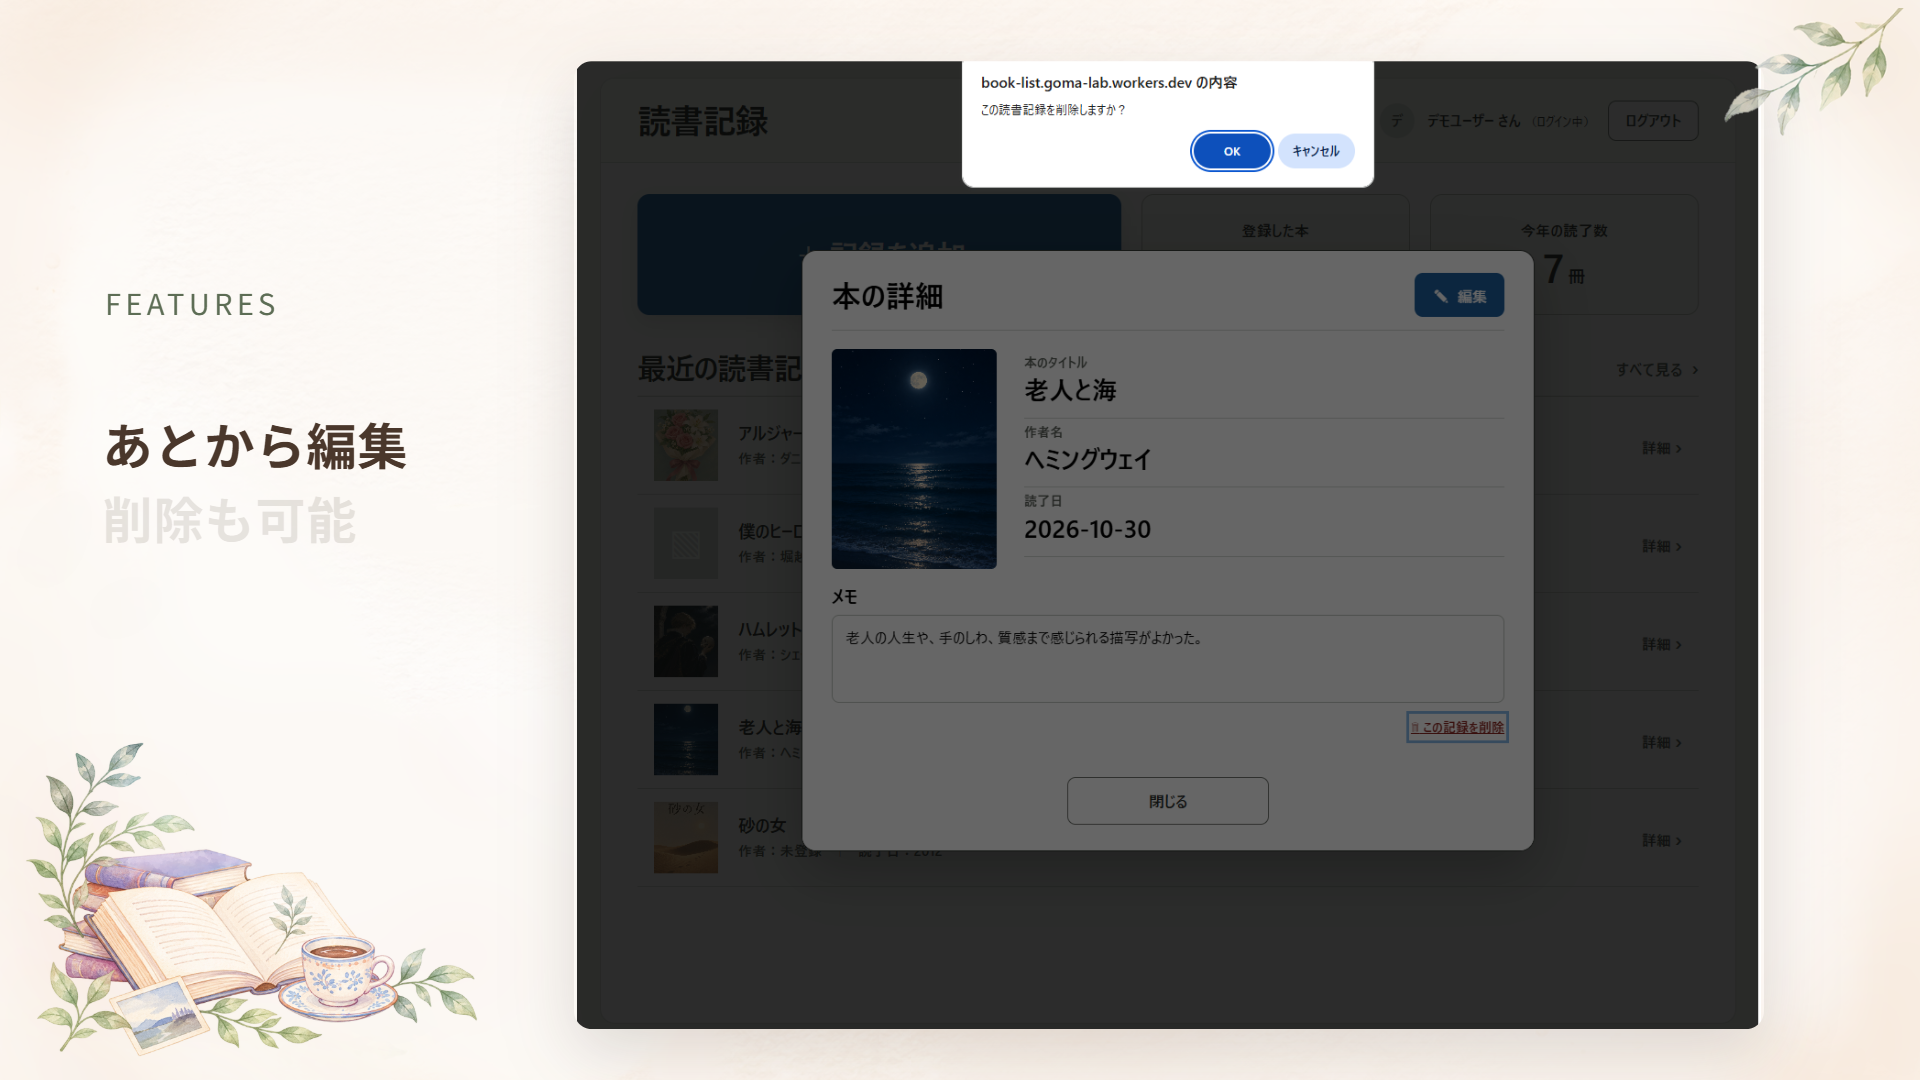 FEATURES
あとから編集
削除も可能
book-list.goma-lab.workers.dev の内容
この読書記録を削除しますか？
OK
キャンセル
読書記録
デ
デモユーザー さん
（ログイン中）
ログアウト
登録した本
今年の読了数
7 冊
最近の読書記
すべて見る ›
アルジャー
作者：ダニ
詳細 ›
僕のヒーロ
作者：堀越
詳細 ›
ハムレット
作者：シェ
詳細 ›
老人と海
作者：ヘミ
詳細 ›
砂の女
砂の女
作者：未登録
読了日：2012
詳細 ›
本の詳細
編集
本のタイトル
老人と海
作者名
ヘミングウェイ
読了日
2026-10-30
メモ
老人の人生や、手のしわ、質感まで感じられる描写がよかった。
この記録を削除
閉じる